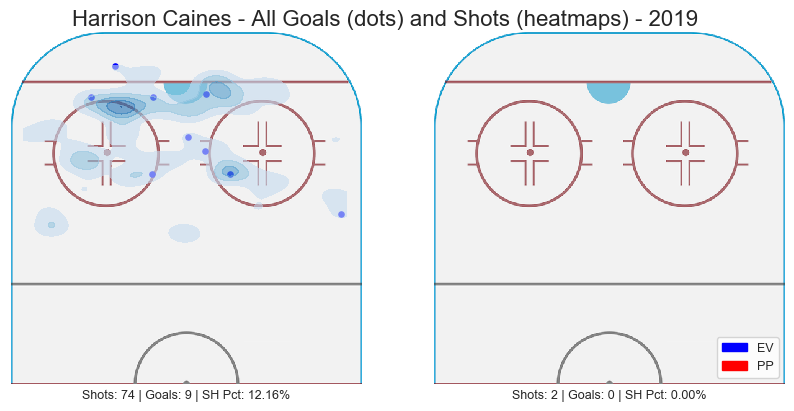 Harrison Caines - All Goals (dots) and Shots (heatmaps) - 2019
EV
PP
Shots: 74 | Goals: 9 | SH Pct: 12.16%
Shots: 2 | Goals: 0 | SH Pct: 0.00%